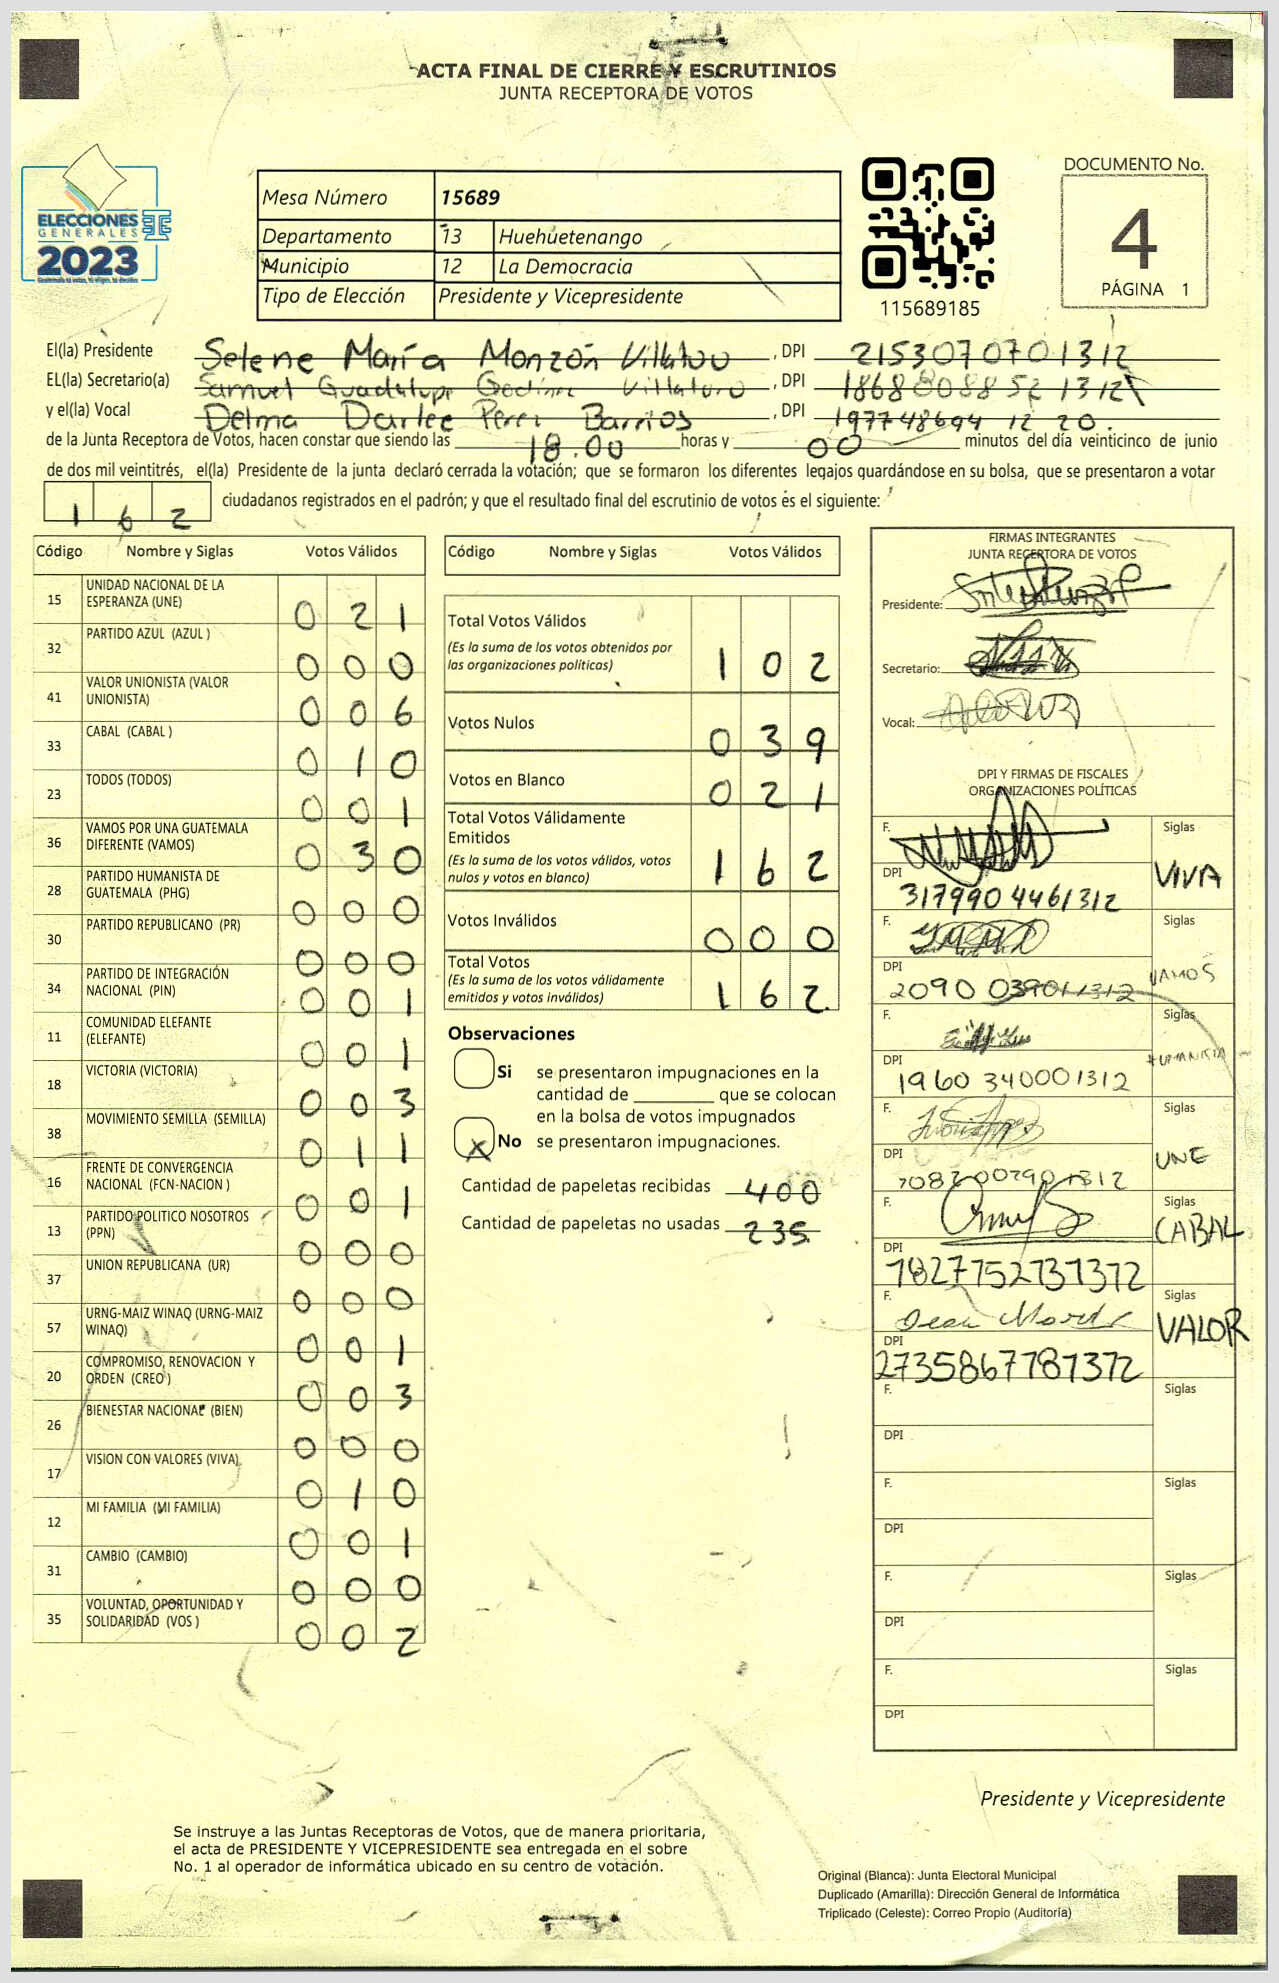 ACTA FINAL DE CIERRE Y ESCRUTINIOS
JUNTA RECEPTORA DE VOTOS
ELECCIONES
GENERALES
2023
Mesa Número 15689
Departamento 13 Huehuetenango
Municipio 12 La Democracia
Tipo de Elección Presidente y Vicepresidente
115689185
DOCUMENTO No.
4
PÁGINA 1
El(la) Presidente Selene María Monzón Villatoro , DPI 2153070701312
EL(la) Secretario(a) Samuel Guadalupe Godinez Villatoro , DPI 1868808852 1312
y el(la) Vocal Delma Darlee Perez Barrios , DPI 197748694 12 20.
de la Junta Receptora de Votos, hacen constar que siendo las 18.00 horas y 00 minutos del día veinticinco de junio
de dos mil veintitrés, el(la) Presidente de la junta declaró cerrada la votación; que se formaron los diferentes legajos guardándose en su bolsa, que se presentaron a votar
162 ciudadanos registrados en el padrón; y que el resultado final del escrutinio de votos es el siguiente:
Código Nombre y Siglas Votos Válidos
15 UNIDAD NACIONAL DE LA ESPERANZA (UNE) 0 2 1
32 PARTIDO AZUL (AZUL ) 0 0 0
41 VALOR UNIONISTA (VALOR UNIONISTA) 0 0 6
33 CABAL (CABAL ) 0 1 0
23 TODOS (TODOS) 0 0 1
36 VAMOS POR UNA GUATEMALA DIFERENTE (VAMOS) 0 3 0
28 PARTIDO HUMANISTA DE GUATEMALA (PHG) 0 0 0
30 PARTIDO REPUBLICANO (PR) 0 0 0
34 PARTIDO DE INTEGRACIÓN NACIONAL (PIN) 0 0 1
11 COMUNIDAD ELEFANTE (ELEFANTE) 0 0 1
18 VICTORIA (VICTORIA) 0 0 3
38 MOVIMIENTO SEMILLA (SEMILLA) 0 1 1
16 FRENTE DE CONVERGENCIA NACIONAL (FCN-NACION ) 0 0 1
13 PARTIDO POLITICO NOSOTROS (PPN) 0 0 0
37 UNION REPUBLICANA (UR) 0 0 0
57 URNG-MAIZ WINAQ (URNG-MAIZ WINAQ) 0 0 1
20 COMPROMISO, RENOVACION Y ORDEN (CREO ) 0 0 3
26 BIENESTAR NACIONAL (BIEN) 0 0 0
17 VISION CON VALORES (VIVA) 0 1 0
12 MI FAMILIA (MI FAMILIA) 0 0 1
31 CAMBIO (CAMBIO) 0 0 0
35 VOLUNTAD, OPORTUNIDAD Y SOLIDARIDAD (VOS ) 0 0 2
Código Nombre y Siglas Votos Válidos
Total Votos Válidos 1 0 2
(Es la suma de los votos obtenidos por
las organizaciones políticas)
Votos Nulos 0 3 9
Votos en Blanco 0 2 1
Total Votos Válidamente
Emitidos 1 6 2
(Es la suma de los votos válidos, votos
nulos y votos en blanco)
Votos Inválidos 0 0 0
Total Votos 1 6 2
(Es la suma de los votos válidamente
emitidos y votos inválidos)
Observaciones
Si se presentaron impugnaciones en la
cantidad de ________ que se colocan
en la bolsa de votos impugnados
X No se presentaron impugnaciones.
Cantidad de papeletas recibidas 400
Cantidad de papeletas no usadas 235
FIRMAS INTEGRANTES
JUNTA RECEPTORA DE VOTOS
Presidente:
Secretario:
Vocal:
DPI Y FIRMAS DE FISCALES
ORGANIZACIONES POLÍTICAS
F. Siglas VIVA
DPI 317990 4461312
F. Siglas VAMOS
DPI 2090 039011312
F. Siglas HUMANISTA
DPI 1960 340001312
F. Siglas UNE
DPI
F. Siglas CABAL
DPI 1827752731312
F. Siglas VALOR
DPI 2735867781312
F. Siglas
DPI
F. Siglas
DPI
F. Siglas
DPI
F. Siglas
DPI
Presidente y Vicepresidente
Se instruye a las Juntas Receptoras de Votos, que de manera prioritaria,
el acta de PRESIDENTE Y VICEPRESIDENTE sea entregada en el sobre
No. 1 al operador de informática ubicado en su centro de votación.
Original (Blanca): Junta Electoral Municipal
Duplicado (Amarilla): Dirección General de Informática
Triplicado (Celeste): Correo Propio (Auditoría)